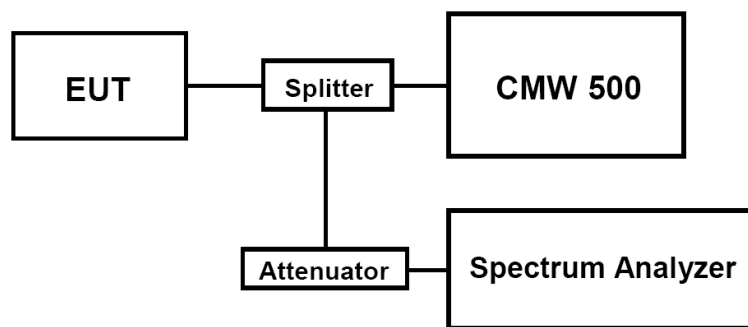 EUT
Splitter
CMW 500
Attenuator
Spectrum Analyzer